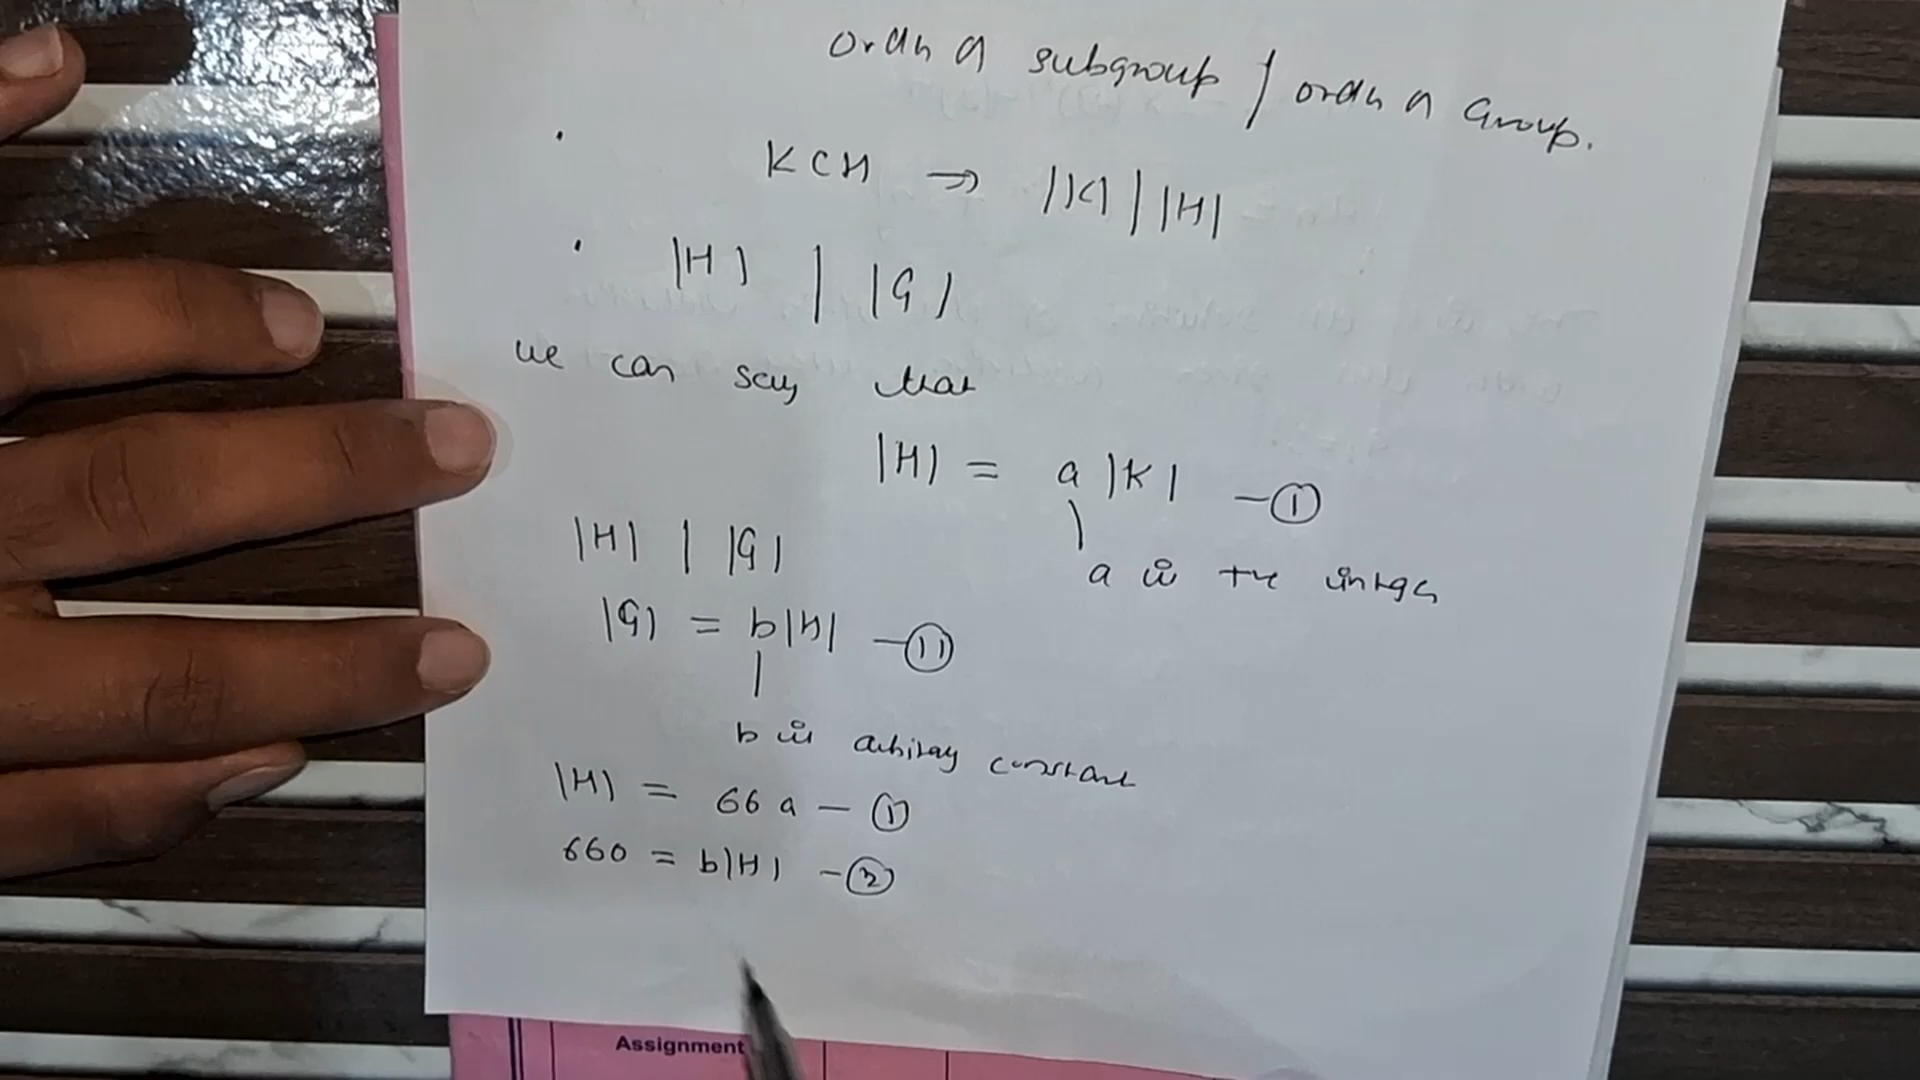 order of subgroup / order of Group.
K ⊂ H ⇒ |K| | |H|
|H| | |G|
we can say that
|H| = a |K| - ①
a is +ve integer
|H| | |G|
|G| = b|H| - ⑪
b is arbitary constant
|H| = 66 a - ①
660 = b|H| - ②
Assignment